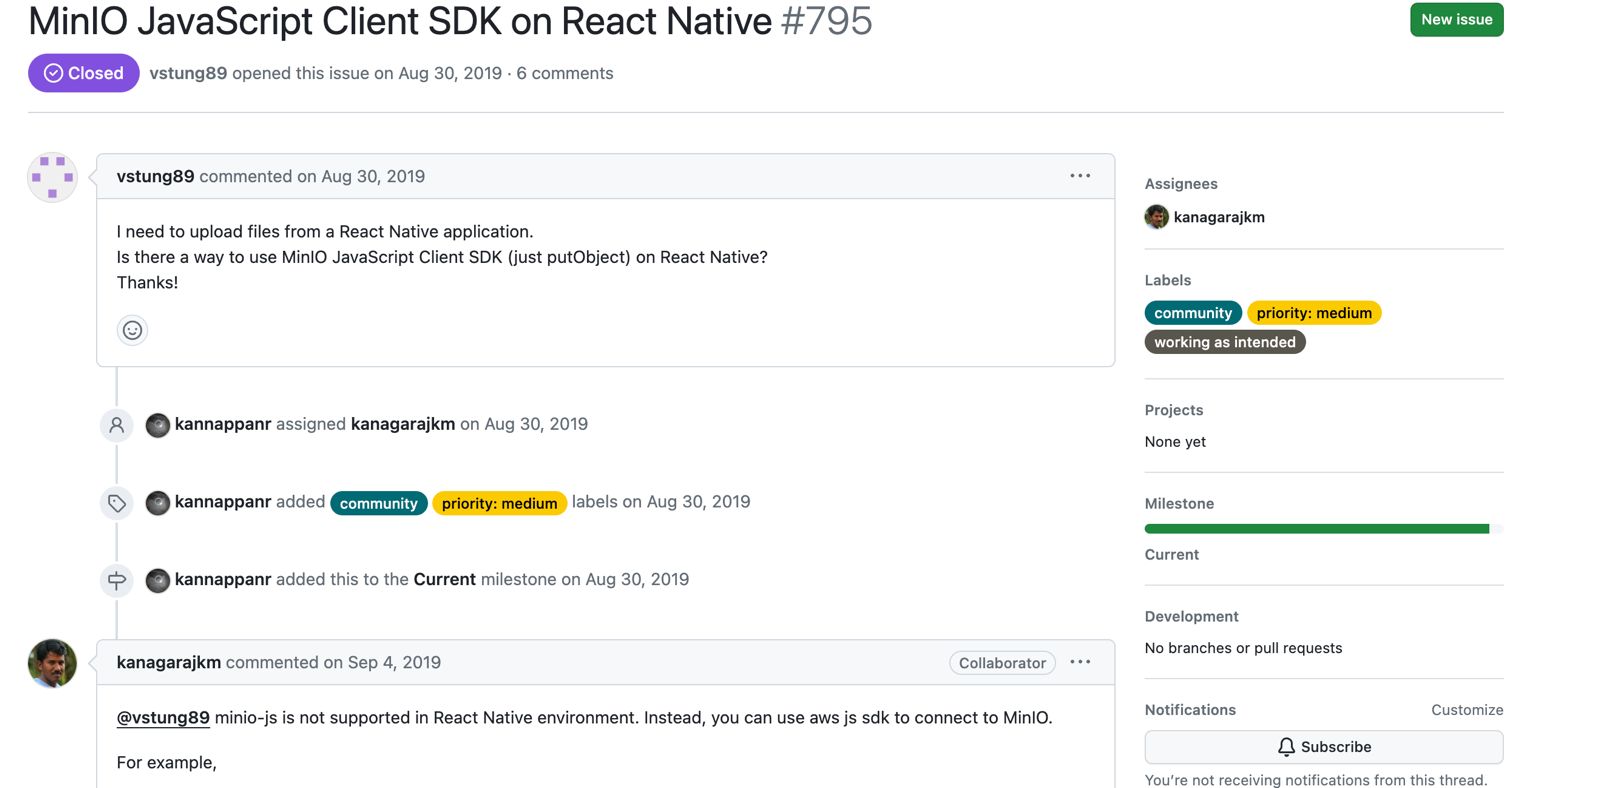 MinIO JavaScript Client SDK on React Native #795
New issue
Closed
vstung89 opened this issue on Aug 30, 2019 · 6 comments
vstung89 commented on Aug 30, 2019
I need to upload files from a React Native application.
Is there a way to use MinIO JavaScript Client SDK (just putObject) on React Native?
Thanks!
kannappanr assigned kanagarajkm on Aug 30, 2019
kannappanr added community priority: medium labels on Aug 30, 2019
kannappanr added this to the Current milestone on Aug 30, 2019
kanagarajkm commented on Sep 4, 2019
Collaborator
@vstung89 minio-js is not supported in React Native environment. Instead, you can use aws js sdk to connect to MinIO.
For example,
Assignees
kanagarajkm
Labels
community priority: medium
working as intended
Projects
None yet
Milestone
Current
Development
No branches or pull requests
Notifications
Customize
Subscribe
You're not receiving notifications from this thread.